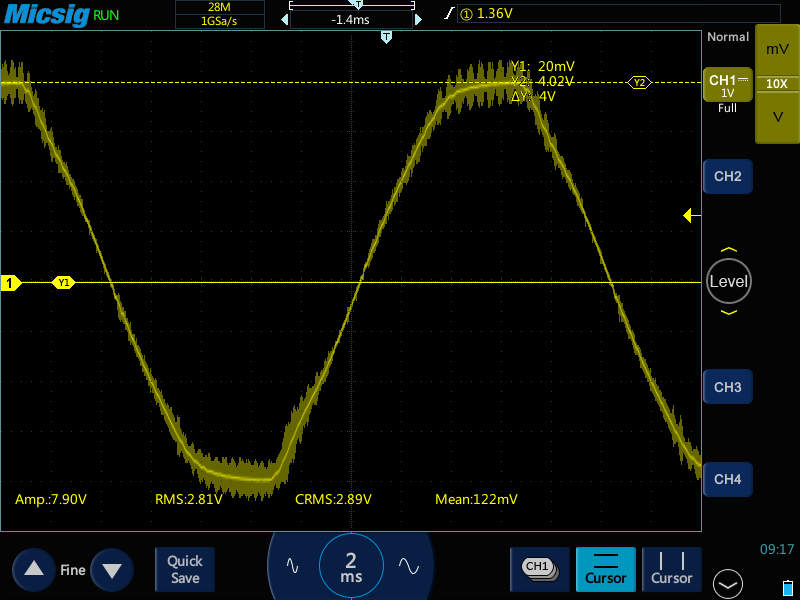 Micsig RUN
28M
1GSa/s
T
-1.4ms
1 1.36V
T
Normal
mV
CH1
1V
Full
10X
V
Y1: 20mV
Y2: 4.02V
ΔY: 4V
Y2
CH2
1
Y1
Level
CH3
CH4
Amp.:7.90V
RMS:2.81V
CRMS:2.89V
Mean:122mV
Fine
Quick
Save
2
ms
CH1
Cursor
Cursor
09:17